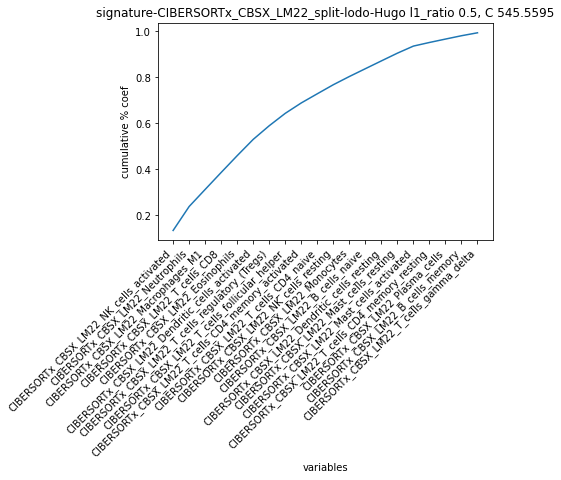 signature-CIBERSORTx_CBSX_LM22_split-lodo-Hugo l1_ratio 0.5, C 545.5595
cumulative % coef
1.0
0.8
0.6
0.4
0.2
CIBERSORTx_CBSX_LM22_NK_cells_activated
CIBERSORTx_CBSX_LM22_Neutrophils
CIBERSORTx_CBSX_LM22_Macrophages_M1
CIBERSORTx_CBSX_LM22_T_cells_CD8
CIBERSORTx_CBSX_LM22_Eosinophils
CIBERSORTx_CBSX_LM22_Dendritic_cells_activated
CIBERSORTx_CBSX_LM22_T_cells_regulatory_(Tregs)
CIBERSORTx_CBSX_LM22_T_cells_follicular_helper
CIBERSORTx_CBSX_LM22_T_cells_CD4_memory_activated
CIBERSORTx_CBSX_LM22_T_cells_CD4_naive
CIBERSORTx_CBSX_LM22_NK_cells_resting
CIBERSORTx_CBSX_LM22_Monocytes
CIBERSORTx_CBSX_LM22_B_cells_naive
CIBERSORTx_CBSX_LM22_Dendritic_cells_resting
CIBERSORTx_CBSX_LM22_Mast_cells_resting
CIBERSORTx_CBSX_LM22_Mast_cells_activated
CIBERSORTx_CBSX_LM22_T_cells_CD4_memory_resting
CIBERSORTx_CBSX_LM22_Plasma_cells
CIBERSORTx_CBSX_LM22_B_cells_memory
CIBERSORTx_CBSX_LM22_T_cells_gamma_delta
variables